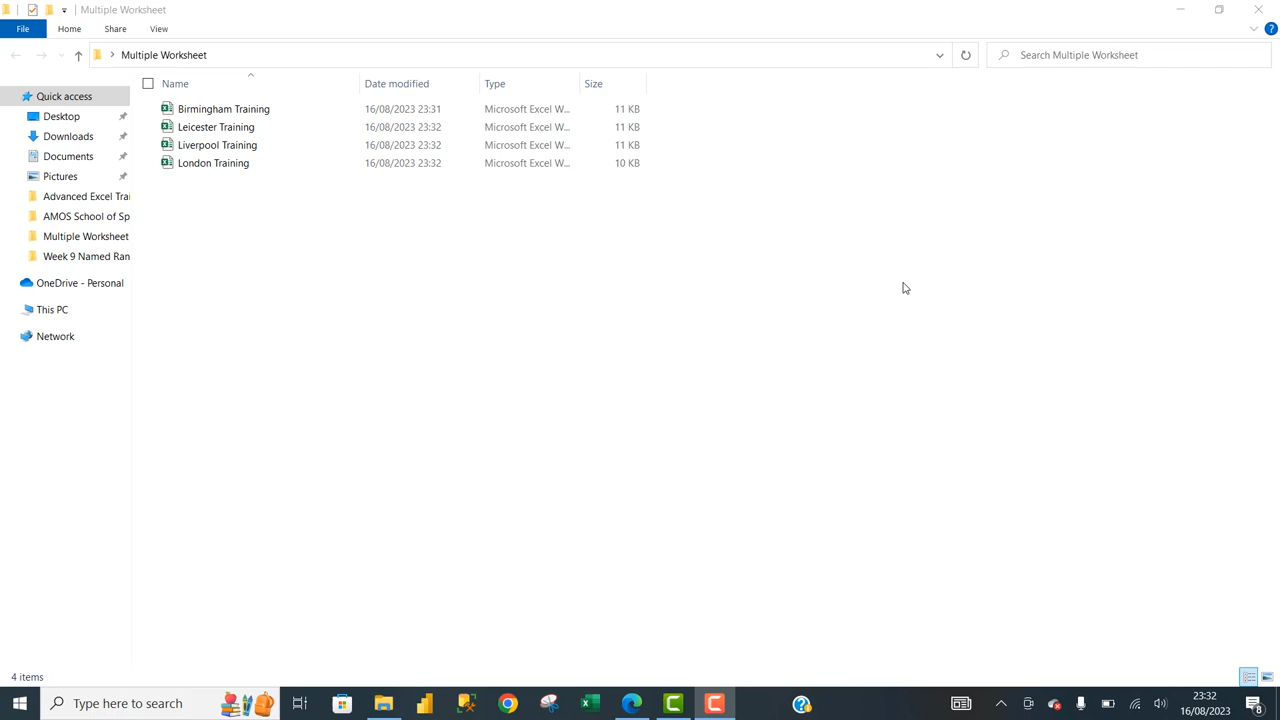 Multiple Worksheet
File Home Share View
Multiple Worksheet
Search Multiple Worksheet
Name Date modified Type Size
Quick access
Desktop
Downloads
Documents
Pictures
Advanced Excel Trai
AMOS School of Sp
Multiple Worksheet
Week 9 Named Ran
OneDrive - Personal
This PC
Network
Birmingham Training 16/08/2023 23:31 Microsoft Excel W... 11 KB
Leicester Training 16/08/2023 23:32 Microsoft Excel W... 11 KB
Liverpool Training 16/08/2023 23:32 Microsoft Excel W... 11 KB
London Training 16/08/2023 23:32 Microsoft Excel W... 10 KB
4 items
Type here to search
23:32
16/08/2023
8